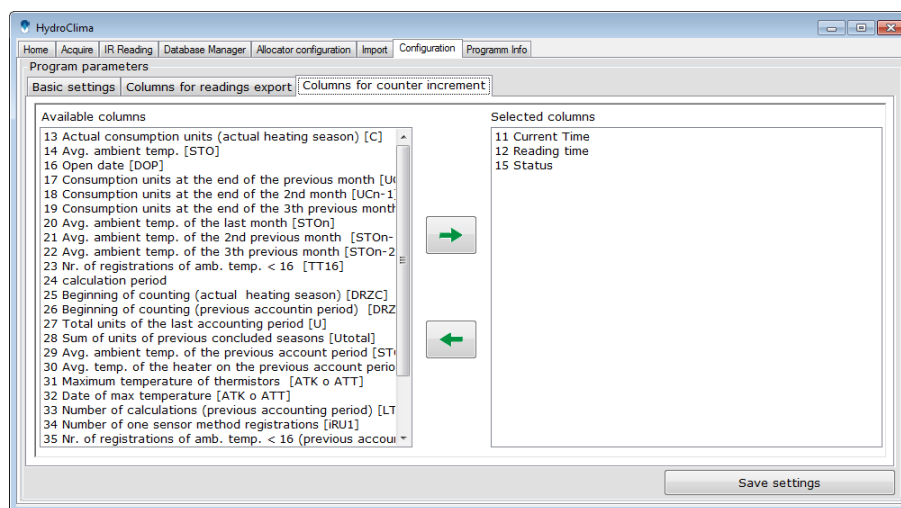 HydroClima
Home Acquire IR Reading Database Manager Allocator configuration Import Configuration Programm Info
Program parameters
Basic settings Columns for readings export Columns for counter increment
Available columns
13 Actual consumption units (actual heating season) [C]
14 Avg. ambient temp. [STO]
16 Open date [DOP]
17 Consumption units at the end of the previous month [U
18 Consumption units at the end of the 2nd month [UCn-1]
19 Consumption units at the end of the 3th previous month
20 Avg. ambient temp. of the last month [STOn]
21 Avg. ambient temp. of the 2nd previous month [STOn-
22 Avg. ambient temp. of the 3th previous month [STOn-2
23 Nr. of registrations of amb. temp. < 16 [TT16]
24 calculation period
25 Beginning of counting (actual heating season) [DRZC]
26 Beginning of counting (previous accountin period) [DRZ
27 Total units of the last accounting period [U]
28 Sum of units of previous concluded seasons [Utotal]
29 Avg. ambient temp. of the previous account period [ST
30 Avg. temp. of the heater on the previous account perio
31 Maximum temperature of thermistors [ATK o ATT]
32 Date of max temperature [ATK o ATT]
33 Number of calculations (previous accounting period) [LT
34 Number of one sensor method registrations [iRU1]
35 Nr. of registrations of amb. temp. < 16 (previous accou
Selected columns
11 Current Time
12 Reading time
15 Status
Save settings